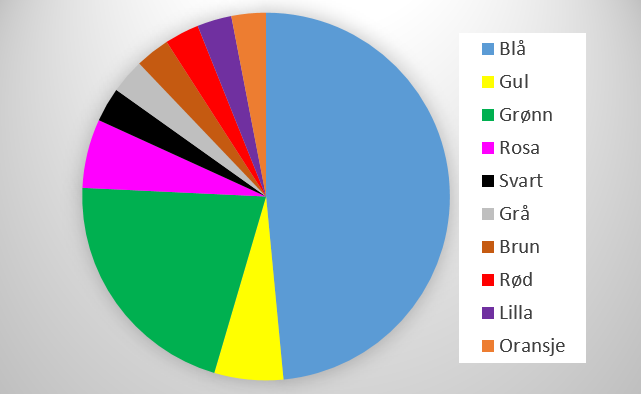 Blå
Gul
Grønn
Rosa
Svart
Grå
Brun
Rød
Lilla
Oransje